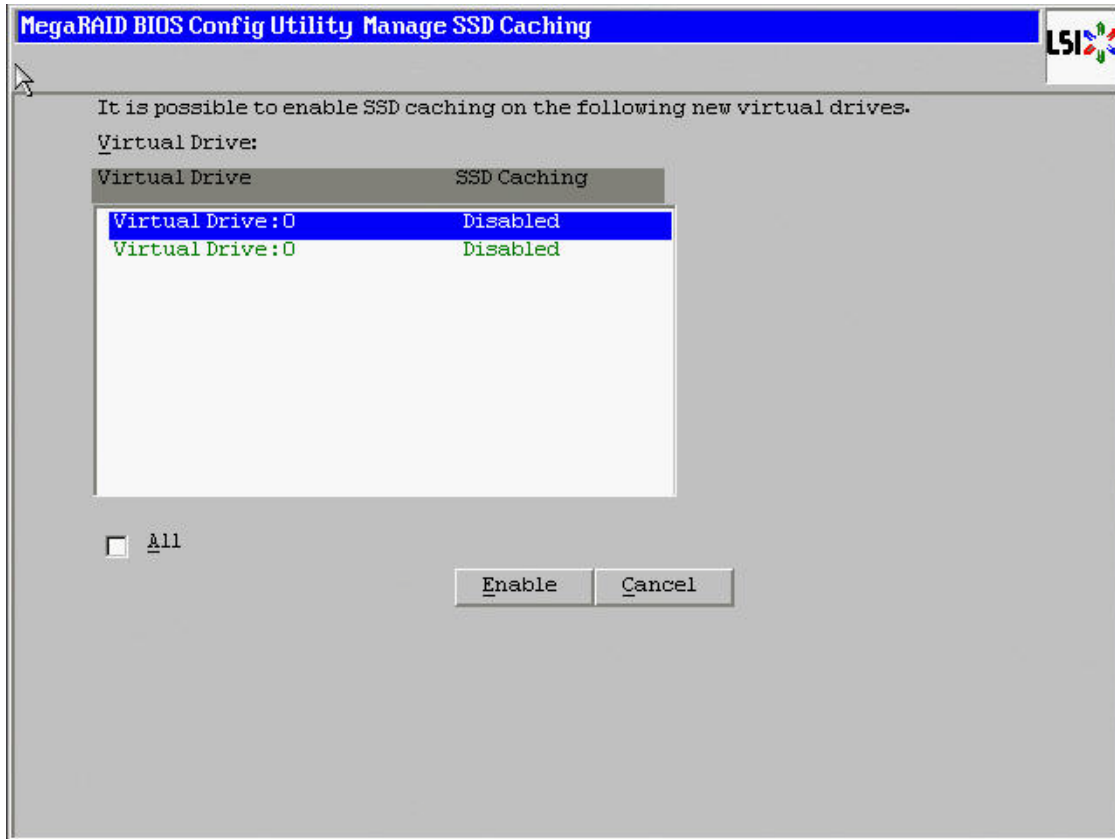 MegaRAID BIOS Config Utility Manage SSD Caching
LSI
It is possible to enable SSD caching on the following new virtual drives.
Virtual Drive:
Virtual Drive SSD Caching
Virtual Drive:0 Disabled
Virtual Drive:0 Disabled
All
Enable Cancel